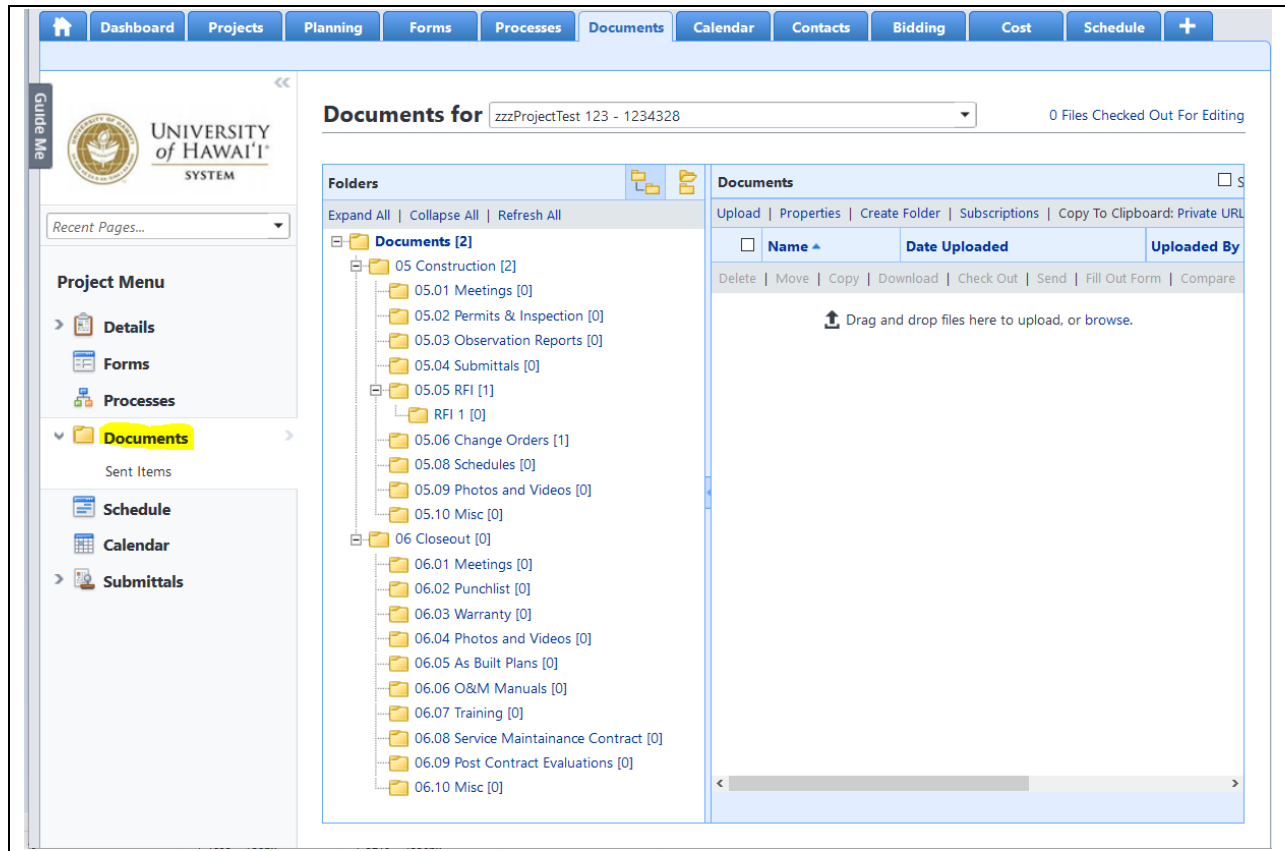 Dashboard Projects Planning Forms Processes Documents Calendar Contacts Bidding Cost Schedule +
Guide Me
UNIVERSITY
of HAWAI'I
SYSTEM
Recent Pages...
Project Menu
Details
Forms
Processes
Documents
Sent Items
Schedule
Calendar
Submittals
Documents for zzzProjectTest 123 - 1234328 0 Files Checked Out For Editing
Folders
Expand All | Collapse All | Refresh All
Documents [2]
05 Construction [2]
05.01 Meetings [0]
05.02 Permits & Inspection [0]
05.03 Observation Reports [0]
05.04 Submittals [0]
05.05 RFI [1]
RFI 1 [0]
05.06 Change Orders [1]
05.08 Schedules [0]
05.09 Photos and Videos [0]
05.10 Misc [0]
06 Closeout [0]
06.01 Meetings [0]
06.02 Punchlist [0]
06.03 Warranty [0]
06.04 Photos and Videos [0]
06.05 As Built Plans [0]
06.06 O&M Manuals [0]
06.07 Training [0]
06.08 Service Maintainance Contract [0]
06.09 Post Contract Evaluations [0]
06.10 Misc [0]
Documents S
Upload | Properties | Create Folder | Subscriptions | Copy To Clipboard: Private URL
Name Date Uploaded Uploaded By
Delete | Move | Copy | Download | Check Out | Send | Fill Out Form | Compare
Drag and drop files here to upload, or browse.